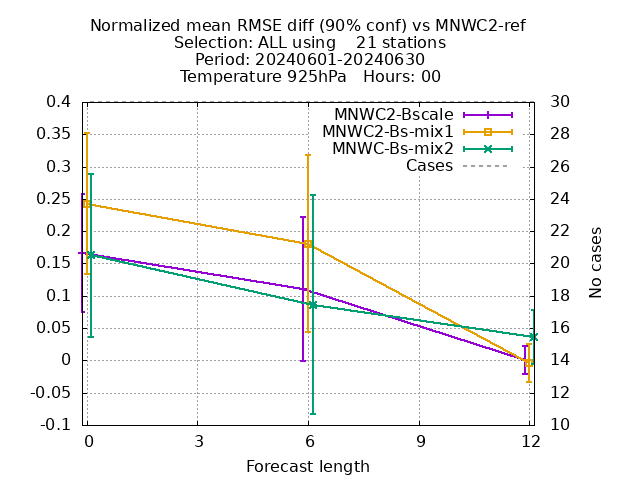 Normalized mean RMSE diff (90% conf) vs MNWC2-ref
Selection: ALL using    21 stations
Period: 20240601-20240630
Temperature 925hPa   Hours: 00
MNWC2-Bscale
MNWC2-Bs-mix1
MNWC-Bs-mix2
Cases
0.4
0.35
0.3
0.25
0.2
0.15
0.1
0.05
0
-0.05
-0.1
30
28
26
24
22
20
18
16
14
12
10
No cases
0 3 6 9 12
Forecast length